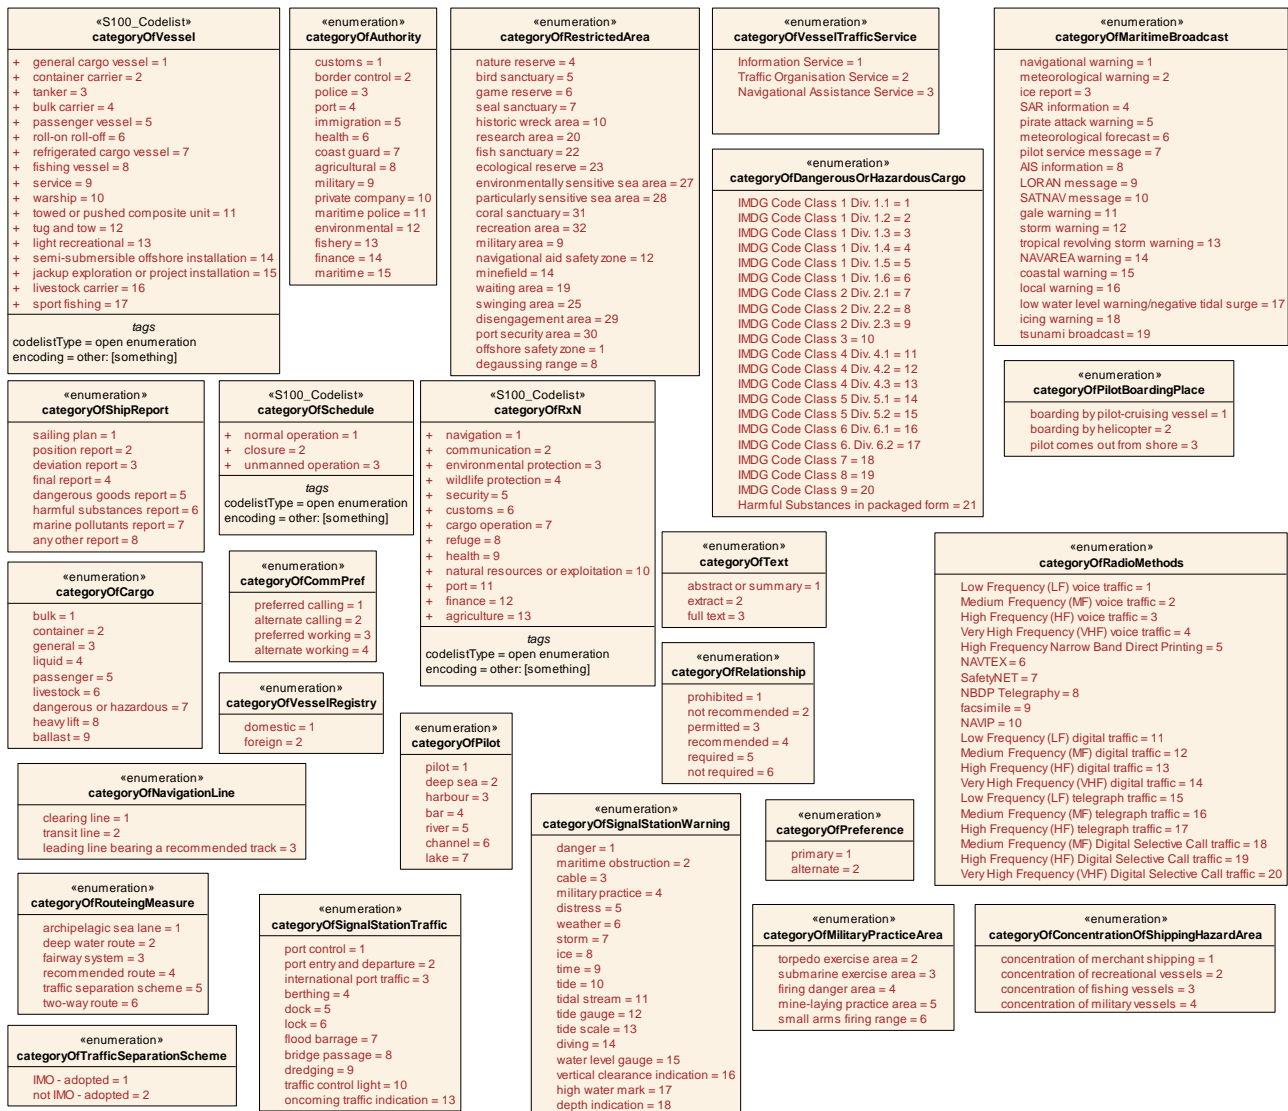 «S100_Codelist»
categoryOfVessel
+ general cargo vessel = 1
+ container carrier = 2
+ tanker = 3
+ bulk carrier = 4
+ passenger vessel = 5
+ roll-on roll-off = 6
+ refrigerated cargo vessel = 7
+ fishing vessel = 8
+ service = 9
+ warship = 10
+ towed or pushed composite unit = 11
+ tug and tow = 12
+ light recreational = 13
+ semi-submersible offshore installation = 14
+ jackup exploration or project installation = 15
+ livestock carrier = 16
+ sport fishing = 17
tags
codelistType = open enumeration
encoding = other: [something]
«enumeration»
categoryOfAuthority
customs = 1
border control = 2
police = 3
port = 4
immigration = 5
health = 6
coast guard = 7
agricultural = 8
military = 9
private company = 10
maritime police = 11
environmental = 12
fishery = 13
finance = 14
maritime = 15
«enumeration»
categoryOfRestrictedArea
nature reserve = 4
bird sanctuary = 5
game reserve = 6
seal sanctuary = 7
historic wreck area = 10
research area = 20
fish sanctuary = 22
ecological reserve = 23
environmentally sensitive sea area = 27
particularly sensitive sea area = 28
coral sanctuary = 31
recreation area = 32
military area = 9
navigational aid safety zone = 12
minefield = 14
waiting area = 19
swinging area = 25
disengagement area = 29
port security area = 30
offshore safety zone = 1
degaussing range = 8
«enumeration»
categoryOfVesselTrafficService
Information Service = 1
Traffic Organisation Service = 2
Navigational Assistance Service = 3
«enumeration»
categoryOfMaritimeBroadcast
navigational warning = 1
meteorological warning = 2
ice report = 3
SAR information = 4
pirate attack warning = 5
meteorological forecast = 6
pilot service message = 7
AIS information = 8
LORAN message = 9
SATNAV message = 10
gale warning = 11
storm warning = 12
tropical revolving storm warning = 13
NAVAREA warning = 14
coastal warning = 15
local warning = 16
low water level warning/negative tidal surge = 17
icing warning = 18
tsunami broadcast = 19
«enumeration»
categoryOfDangerousOrHazardousCargo
IMDG Code Class 1 Div. 1.1 = 1
IMDG Code Class 1 Div. 1.2 = 2
IMDG Code Class 1 Div. 1.3 = 3
IMDG Code Class 1 Div. 1.4 = 4
IMDG Code Class 1 Div. 1.5 = 5
IMDG Code Class 1 Div. 1.6 = 6
IMDG Code Class 2 Div. 2.1 = 7
IMDG Code Class 2 Div. 2.2 = 8
IMDG Code Class 2 Div. 2.3 = 9
IMDG Code Class 3 = 10
IMDG Code Class 4 Div. 4.1 = 11
IMDG Code Class 4 Div. 4.2 = 12
IMDG Code Class 4 Div. 4.3 = 13
IMDG Code Class 5 Div. 5.1 = 14
IMDG Code Class 5 Div. 5.2 = 15
IMDG Code Class 6 Div. 6.1 = 16
IMDG Code Class 6. Div. 6.2 = 17
IMDG Code Class 7 = 18
IMDG Code Class 8 = 19
IMDG Code Class 9 = 20
Harmful Substances in packaged form = 21
«enumeration»
categoryOfPilotBoardingPlace
boarding by pilot-cruising vessel = 1
boarding by helicopter = 2
pilot comes out from shore = 3
«enumeration»
categoryOfShipReport
sailing plan = 1
position report = 2
deviation report = 3
final report = 4
dangerous goods report = 5
harmful substances report = 6
marine pollutants report = 7
any other report = 8
«S100_Codelist»
categoryOfSchedule
+ normal operation = 1
+ closure = 2
+ unmanned operation = 3
tags
codelistType = open enumeration
encoding = other: [something]
«S100_Codelist»
categoryOfRxN
+ navigation = 1
+ communication = 2
+ environmental protection = 3
+ wildlife protection = 4
+ security = 5
+ customs = 6
+ cargo operation = 7
+ refuge = 8
+ health = 9
+ natural resources or exploitation = 10
+ port = 11
+ finance = 12
+ agriculture = 13
tags
codelistType = open enumeration
encoding = other: [something]
«enumeration»
categoryOfText
abstract or summary = 1
extract = 2
full text = 3
«enumeration»
categoryOfRadioMethods
Low Frequency (LF) voice traffic = 1
Medium Frequency (MF) voice traffic = 2
High Frequency (HF) voice traffic = 3
Very High Frequency (VHF) voice traffic = 4
High Frequency Narrow Band Direct Printing = 5
NAVTEX = 6
SafetyNET = 7
NBDP Telegraphy = 8
facsimile = 9
NAVIP = 10
Low Frequency (LF) digital traffic = 11
Medium Frequency (MF) digital traffic = 12
High Frequency (HF) digital traffic = 13
Very High Frequency (VHF) digital traffic = 14
Low Frequency (LF) telegraph traffic = 15
Medium Frequency (MF) telegraph traffic = 16
High Frequency (HF) telegraph traffic = 17
Medium Frequency (MF) Digital Selective Call traffic = 18
High Frequency (HF) Digital Selective Call traffic = 19
Very High Frequency (VHF) Digital Selective Call traffic = 20
«enumeration»
categoryOfCargo
bulk = 1
container = 2
general = 3
liquid = 4
passenger = 5
livestock = 6
dangerous or hazardous = 7
heavy lift = 8
ballast = 9
«enumeration»
categoryOfCommPref
preferred calling = 1
alternate calling = 2
preferred working = 3
alternate working = 4
«enumeration»
categoryOfVesselRegistry
domestic = 1
foreign = 2
«enumeration»
categoryOfRelationship
prohibited = 1
not recommended = 2
permitted = 3
recommended = 4
required = 5
not required = 6
«enumeration»
categoryOfPilot
pilot = 1
deep sea = 2
harbour = 3
bar = 4
river = 5
channel = 6
lake = 7
«enumeration»
categoryOfNavigationLine
clearing line = 1
transit line = 2
leading line bearing a recommended track = 3
«enumeration»
categoryOfSignalStationWarning
danger = 1
maritime obstruction = 2
cable = 3
military practice = 4
distress = 5
weather = 6
storm = 7
ice = 8
time = 9
tide = 10
tidal stream = 11
tide gauge = 12
tide scale = 13
diving = 14
water level gauge = 15
vertical clearance indication = 16
high water mark = 17
depth indication = 18
«enumeration»
categoryOfPreference
primary = 1
alternate = 2
«enumeration»
categoryOfRouteingMeasure
archipelagic sea lane = 1
deep water route = 2
fairway system = 3
recommended route = 4
traffic separation scheme = 5
two-way route = 6
«enumeration»
categoryOfSignalStationTraffic
port control = 1
port entry and departure = 2
international port traffic = 3
berthing = 4
dock = 5
lock = 6
flood barrage = 7
bridge passage = 8
dredging = 9
traffic control light = 10
oncoming traffic indication = 13
«enumeration»
categoryOfMilitaryPracticeArea
torpedo exercise area = 2
submarine exercise area = 3
firing danger area = 4
mine-laying practice area = 5
small arms firing range = 6
«enumeration»
categoryOfConcentrationOfShippingHazardArea
concentration of merchant shipping = 1
concentration of recreational vessels = 2
concentration of fishing vessels = 3
concentration of military vessels = 4
«enumeration»
categoryOfTrafficSeparationScheme
IMO - adopted = 1
not IMO - adopted = 2